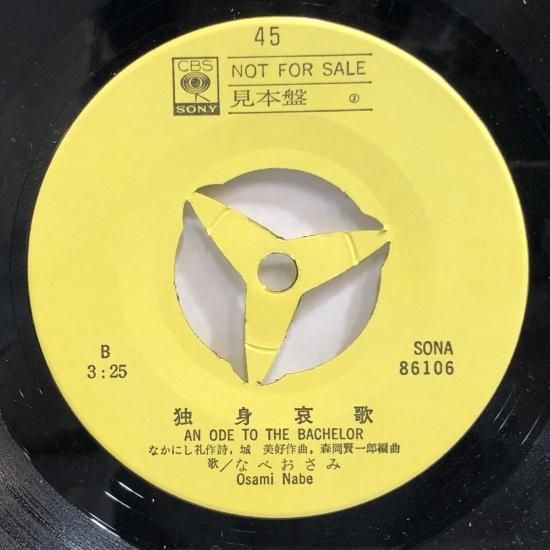 45
CBS
SONY
NOT FOR SALE
見本盤 Ⓙ
B
3:25
SONA
86106
独身哀歌
AN ODE TO THE BACHELOR
なかにし礼作詩，城 美好作曲，森岡賢一郎編曲
歌／なべおさみ
Osami Nabe